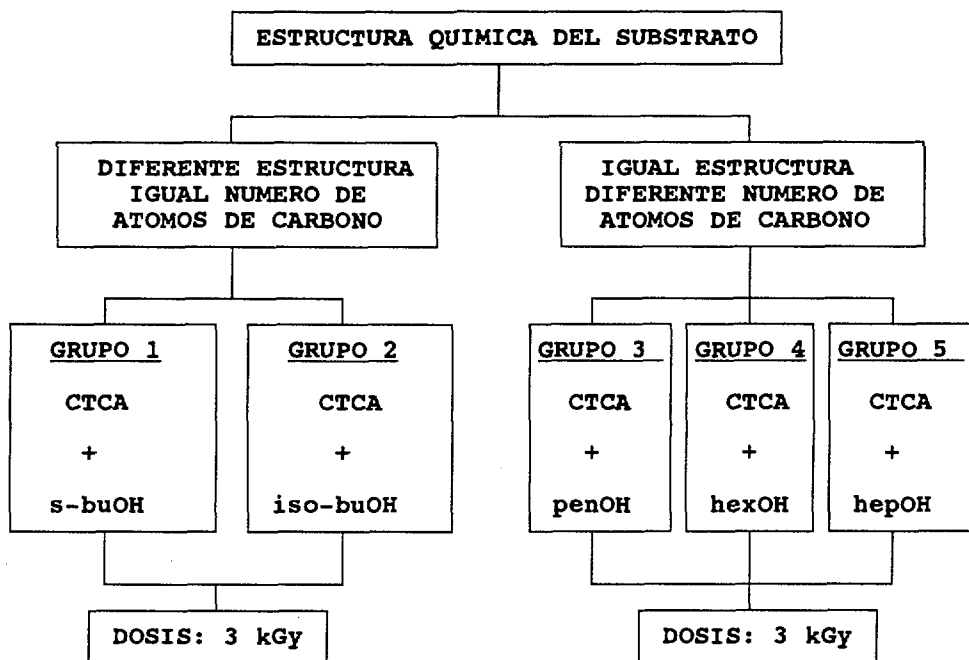 ESTRUCTURA QUIMICA DEL SUBSTRATO
DIFERENTE ESTRUCTURA
IGUAL NUMERO DE
ATOMOS DE CARBONO
IGUAL ESTRUCTURA
DIFERENTE NUMERO DE
ATOMOS DE CARBONO
GRUPO 1
CTCA
+
s-buOH
GRUPO 2
CTCA
+
iso-buOH
GRUPO 3
CTCA
+
penOH
GRUPO 4
CTCA
+
hexOH
GRUPO 5
CTCA
+
hepOH
DOSIS: 3 kGy
DOSIS: 3 kGy